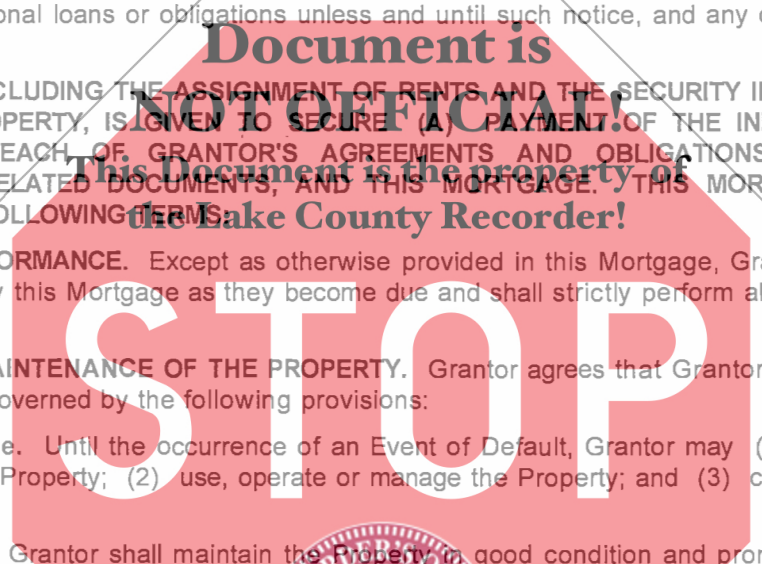 onal loans or obligations unless and until such notice, and any
Document is
CLUDING THE ASSIGNMENT OF RENTS AND THE SECURITY
NOT OFFICIAL!
OPERTY, IS GIVEN TO SECURE (A) PAYMENT OF THE IN
EACH OF GRANTOR'S AGREEMENTS AND OBLIGATIONS
This Document is the property of
ELATED DOCUMENTS, AND THIS MORTGAGE. THIS MOR
the Lake County Recorder!
OLLOWING TERMS:
ORMANCE. Except as otherwise provided in this Mortgage, Gra
y this Mortgage as they become due and shall strictly perform al
STOP
AINTENANCE OF THE PROPERTY. Grantor agrees that Grantor
overned by the following provisions:
e. Until the occurrence of an Event of Default, Grantor may (
Property; (2) use, operate or manage the Property; and (3) c
Grantor shall maintain the Property in good condition and pro